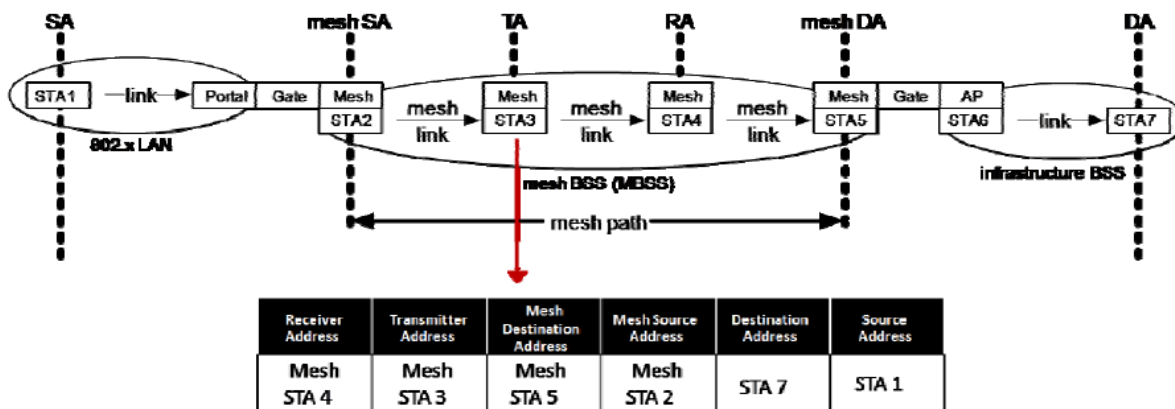 SA mesh SA TA RA mesh DA DA
STA1 link Portal Gate Mesh Mesh Mesh Mesh Gate AP
STA2 mesh link STA3 mesh link STA4 mesh link STA5 STA6 link STA7
802.x LAN
mesh BSS (MBSS)
infrastructure BSS
mesh path
Receiver Address Transmitter Address Mesh Destination Address Mesh Source Address Destination Address Source Address
Mesh STA 4 Mesh STA 3 Mesh STA 5 Mesh STA 2 STA 7 STA 1